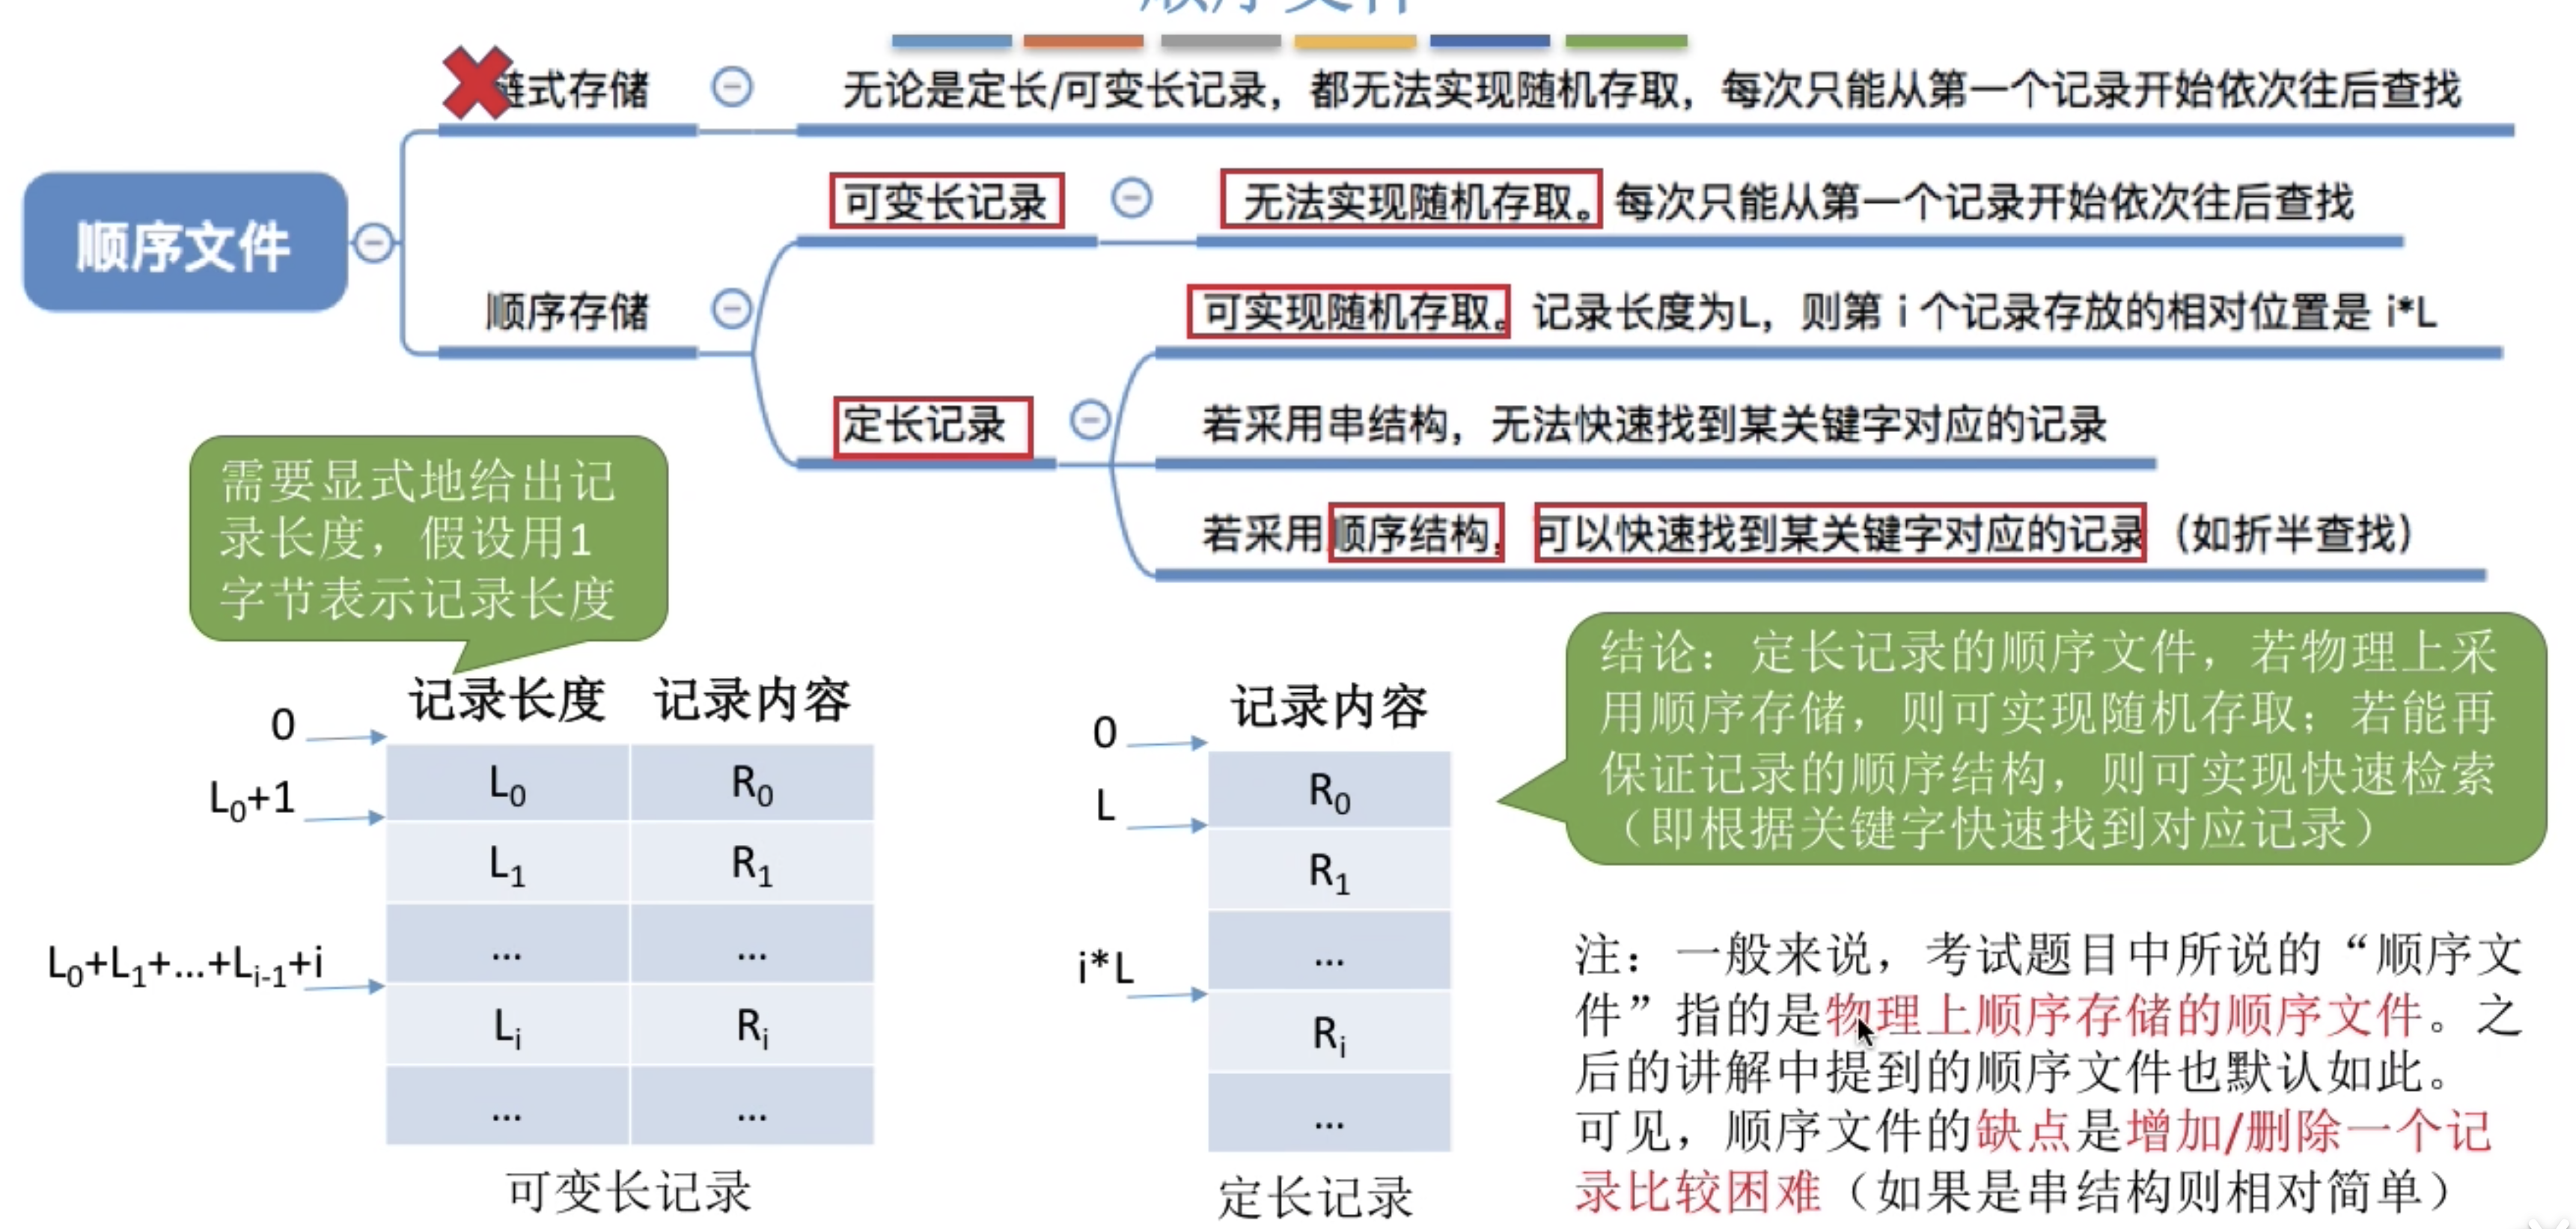 顺序文件
链式存储
无论是定长/可变长记录，都无法实现随机存取，每次只能从第一个记录开始依次往后查找
可变长记录
无法实现随机存取。每次只能从第一个记录开始依次往后查找
顺序文件
顺序存储
可实现随机存取。记录长度为L，则第 i 个记录存放的相对位置是 i*L
定长记录
若采用串结构，无法快速找到某关键字对应的记录
若采用顺序结构，可以快速找到某关键字对应的记录（如折半查找）
需要显式地给出记
录长度，假设用1
字节表示记录长度
记录长度 记录内容
0
L0 R0
L0+1
L1 R1
... ...
L0+L1+...+Li-1+i
Li Ri
... ...
可变长记录
记录内容
0
R0
L
R1
...
i*L
Ri
...
定长记录
结论：定长记录的顺序文件，若物理上采
用顺序存储，则可实现随机存取；若能再
保证记录的顺序结构，则可实现快速检索
（即根据关键字快速找到对应记录）
注：一般来说，考试题目中所说的“顺序文
件”指的是物理上顺序存储的顺序文件。之
后的讲解中提到的顺序文件也默认如此。
可见，顺序文件的缺点是增加/删除一个记
录比较困难（如果是串结构则相对简单）